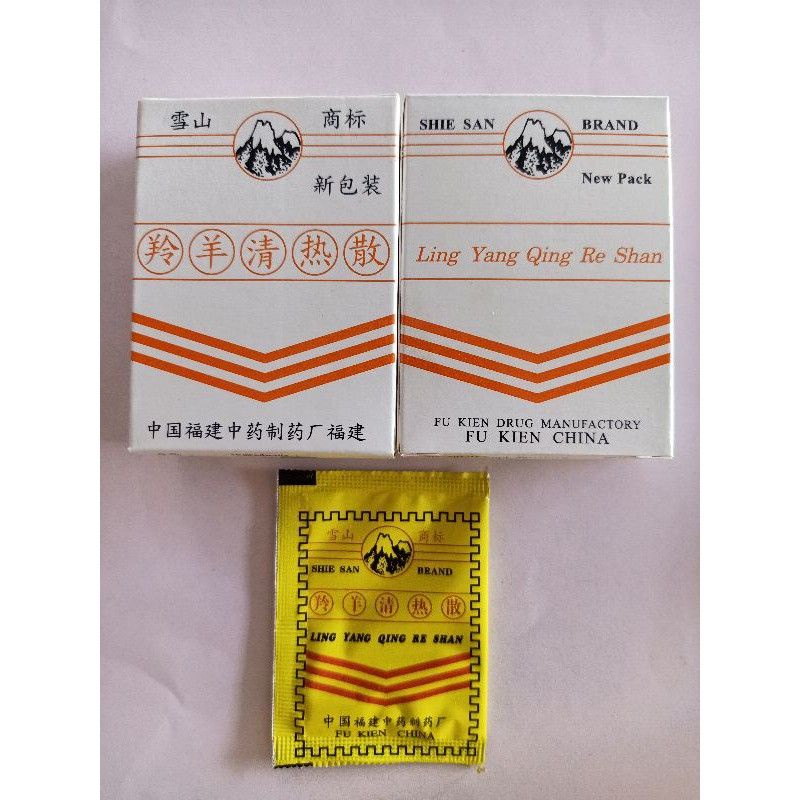 雪山 商标
新包装
羚羊清热散
中国福建中药制药厂福建
SHIE SAN BRAND
New Pack
Ling Yang Qing Re Shan
FU KIEN DRUG MANUFACTORY
FU KIEN CHINA
雪山 商标
SHIE SAN BRAND
羚羊清热散
LING YANG QING RE SHAN
中国福建中药制药厂
FU KIEN CHINA